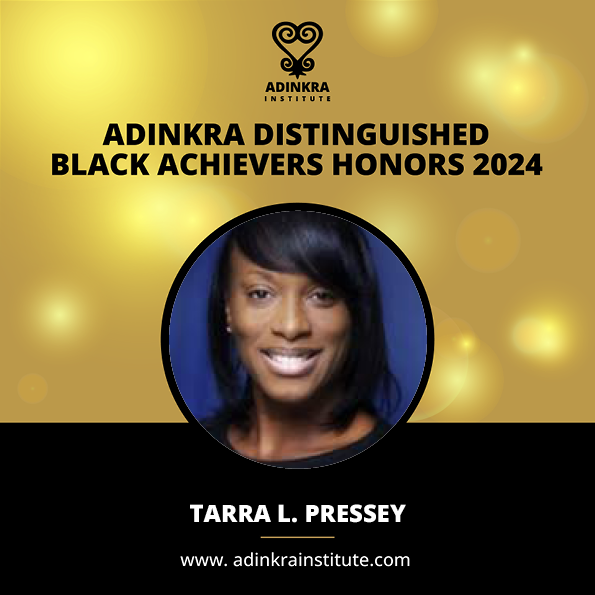 ADINKRA
INSTITUTE
ADINKRA DISTINGUISHED
BLACK ACHIEVERS HONORS 2024
TARRA L. PRESSEY
www. adinkrainstitute.com